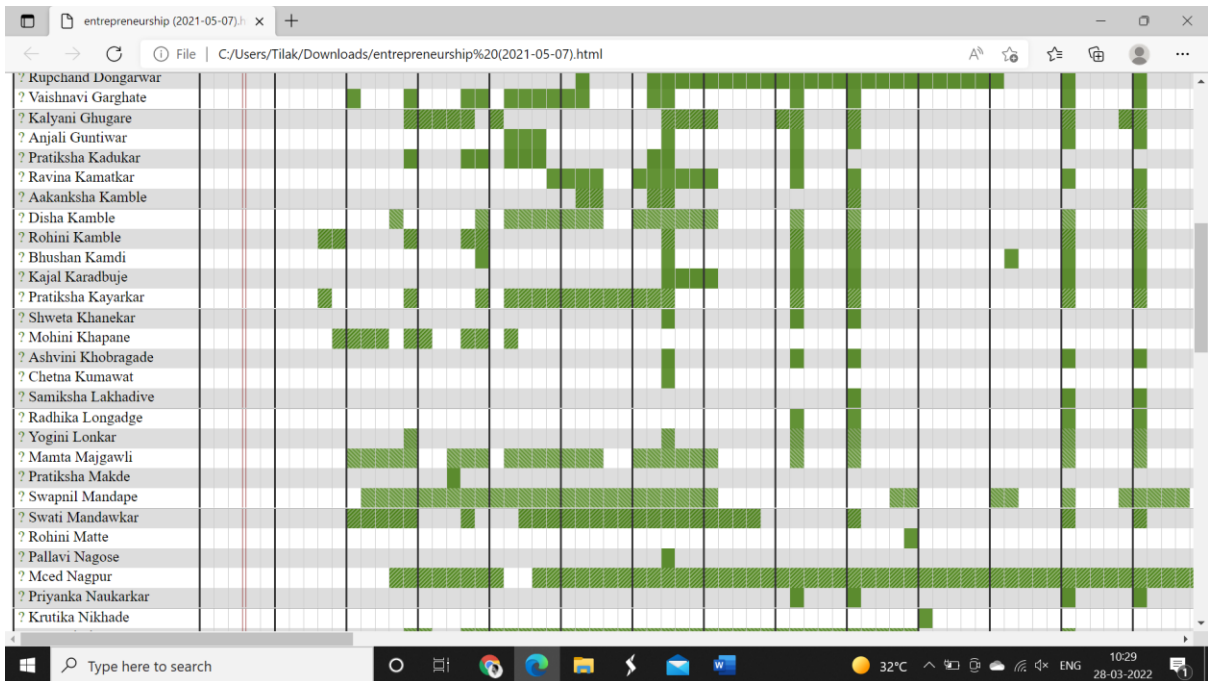 entrepreneurship (2021-05-07).h
File | C:/Users/Tilak/Downloads/entrepreneurship%20(2021-05-07).html
? Rupchand Dongarwar
? Vaishnavi Garghate
? Kalyani Ghugare
? Anjali Guntiwar
? Pratiksha Kadukar
? Ravina Kamatkar
? Aakanksha Kamble
? Disha Kamble
? Rohini Kamble
? Bhushan Kamdi
? Kajal Karadbuje
? Pratiksha Kayarkar
? Shweta Khanekar
? Mohini Khapane
? Ashvini Khobragade
? Chetna Kumawat
? Samiksha Lakhadive
? Radhika Longadge
? Yogini Lonkar
? Mamta Majgawli
? Pratiksha Makde
? Swapnil Mandape
? Swati Mandawkar
? Rohini Matte
? Pallavi Nagose
? Mced Nagpur
? Priyanka Naukarkar
? Krutika Nikhade
Type here to search
32°C
ENG
10:29
28-03-2022